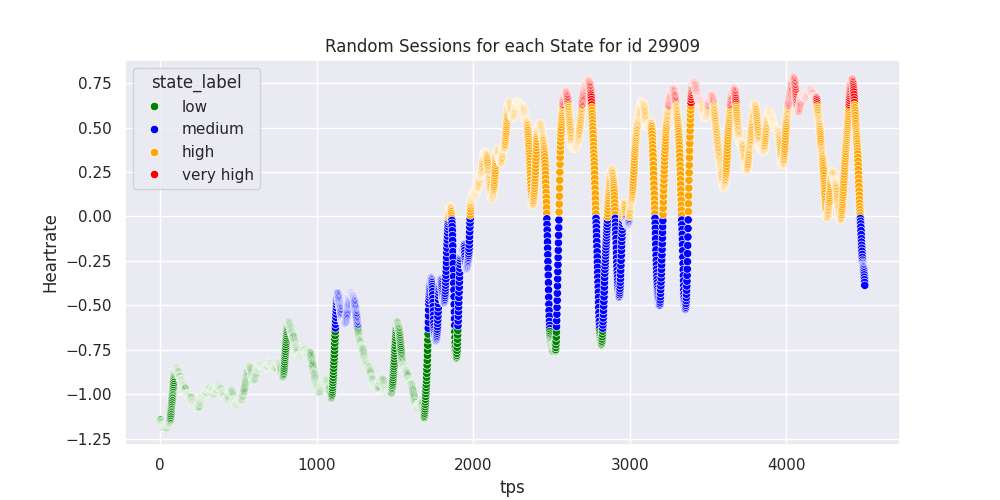 Random Sessions for each State for id 29909
state_label
low
medium
high
very high
Heartrate
0.75
0.50
0.25
0.00
−0.25
−0.50
−0.75
−1.00
−1.25
0 1000 2000 3000 4000
tps